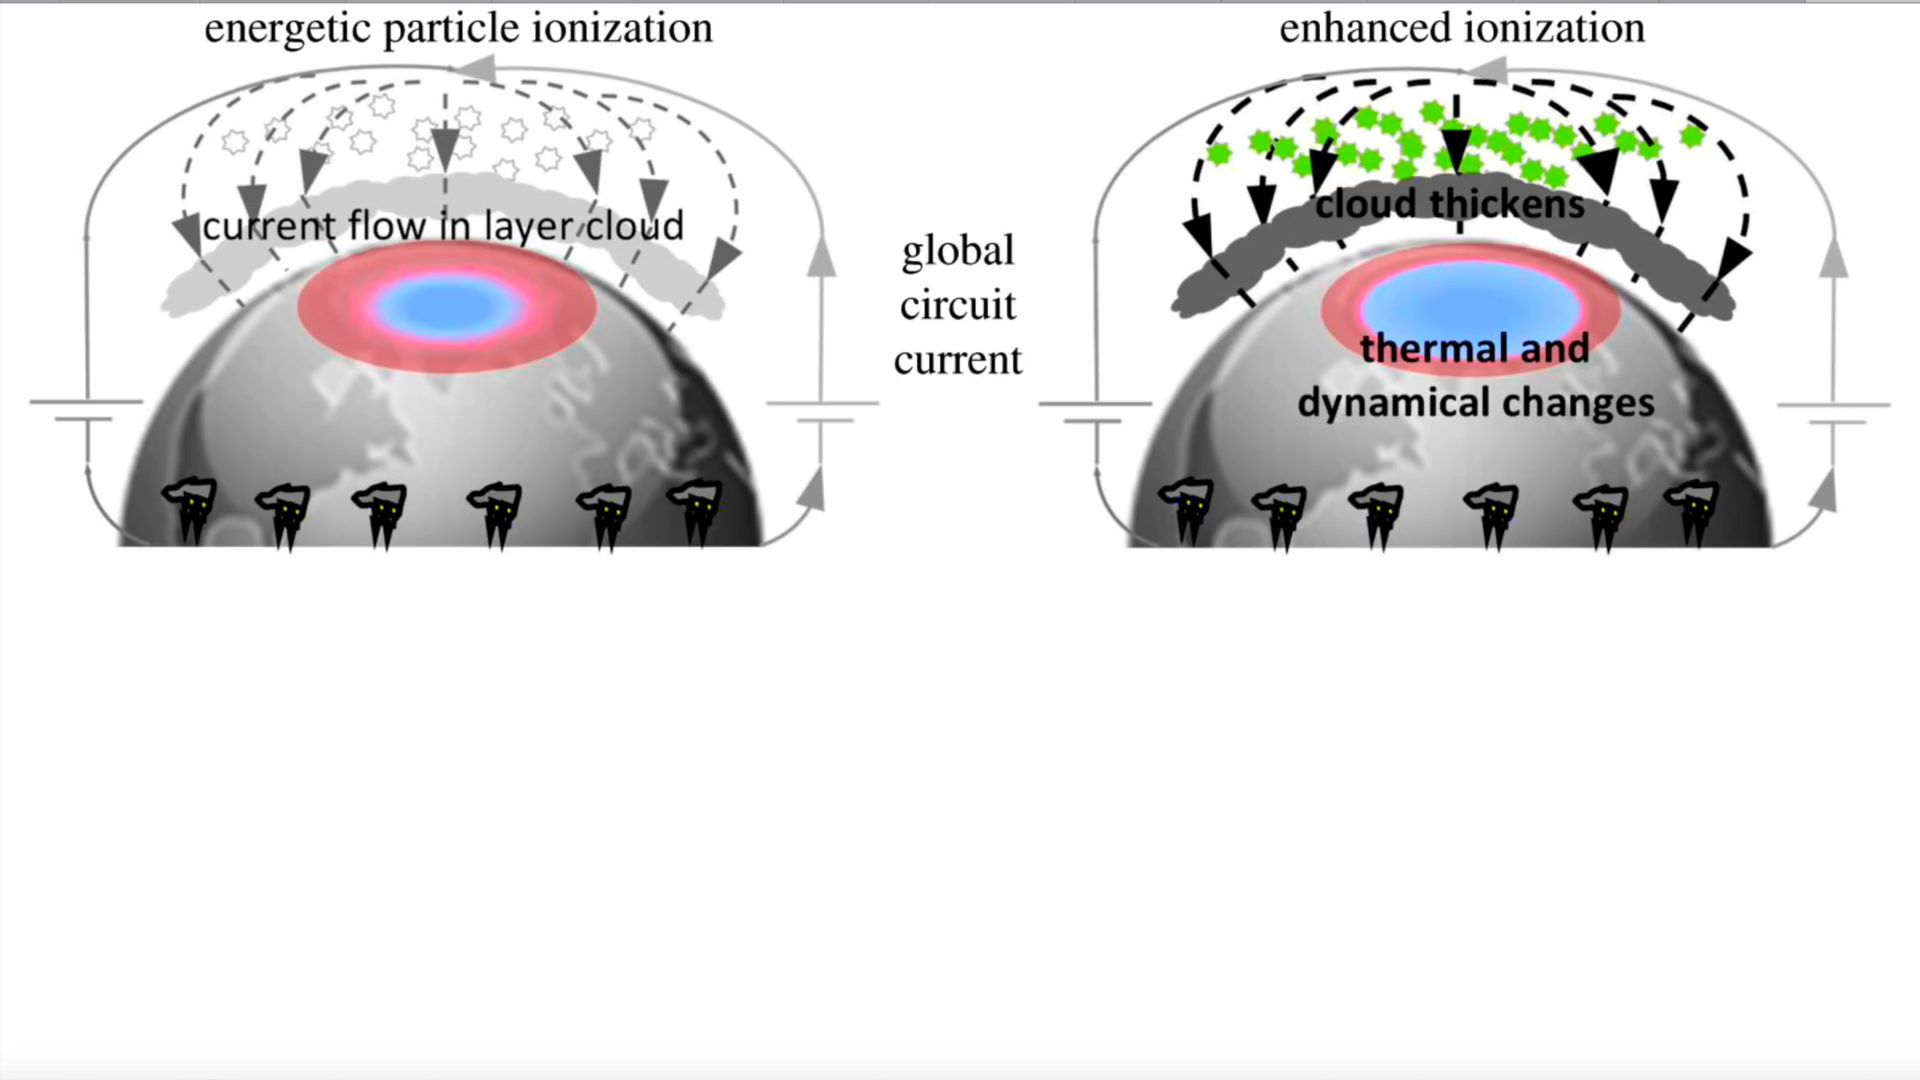 energetic particle ionization
current flow in layer cloud
global
circuit
current
enhanced ionization
cloud thickens
thermal and
dynamical changes